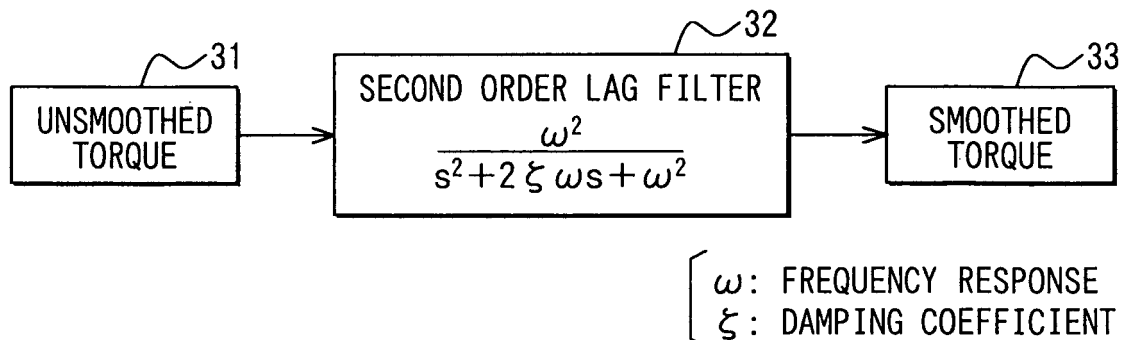 31
32
33
UNSMOOTHED
TORQUE
SECOND ORDER LAG FILTER
ω²
s²+2ζωs+ω²
SMOOTHED
TORQUE
ω: FREQUENCY RESPONSE
ζ: DAMPING COEFFICIENT